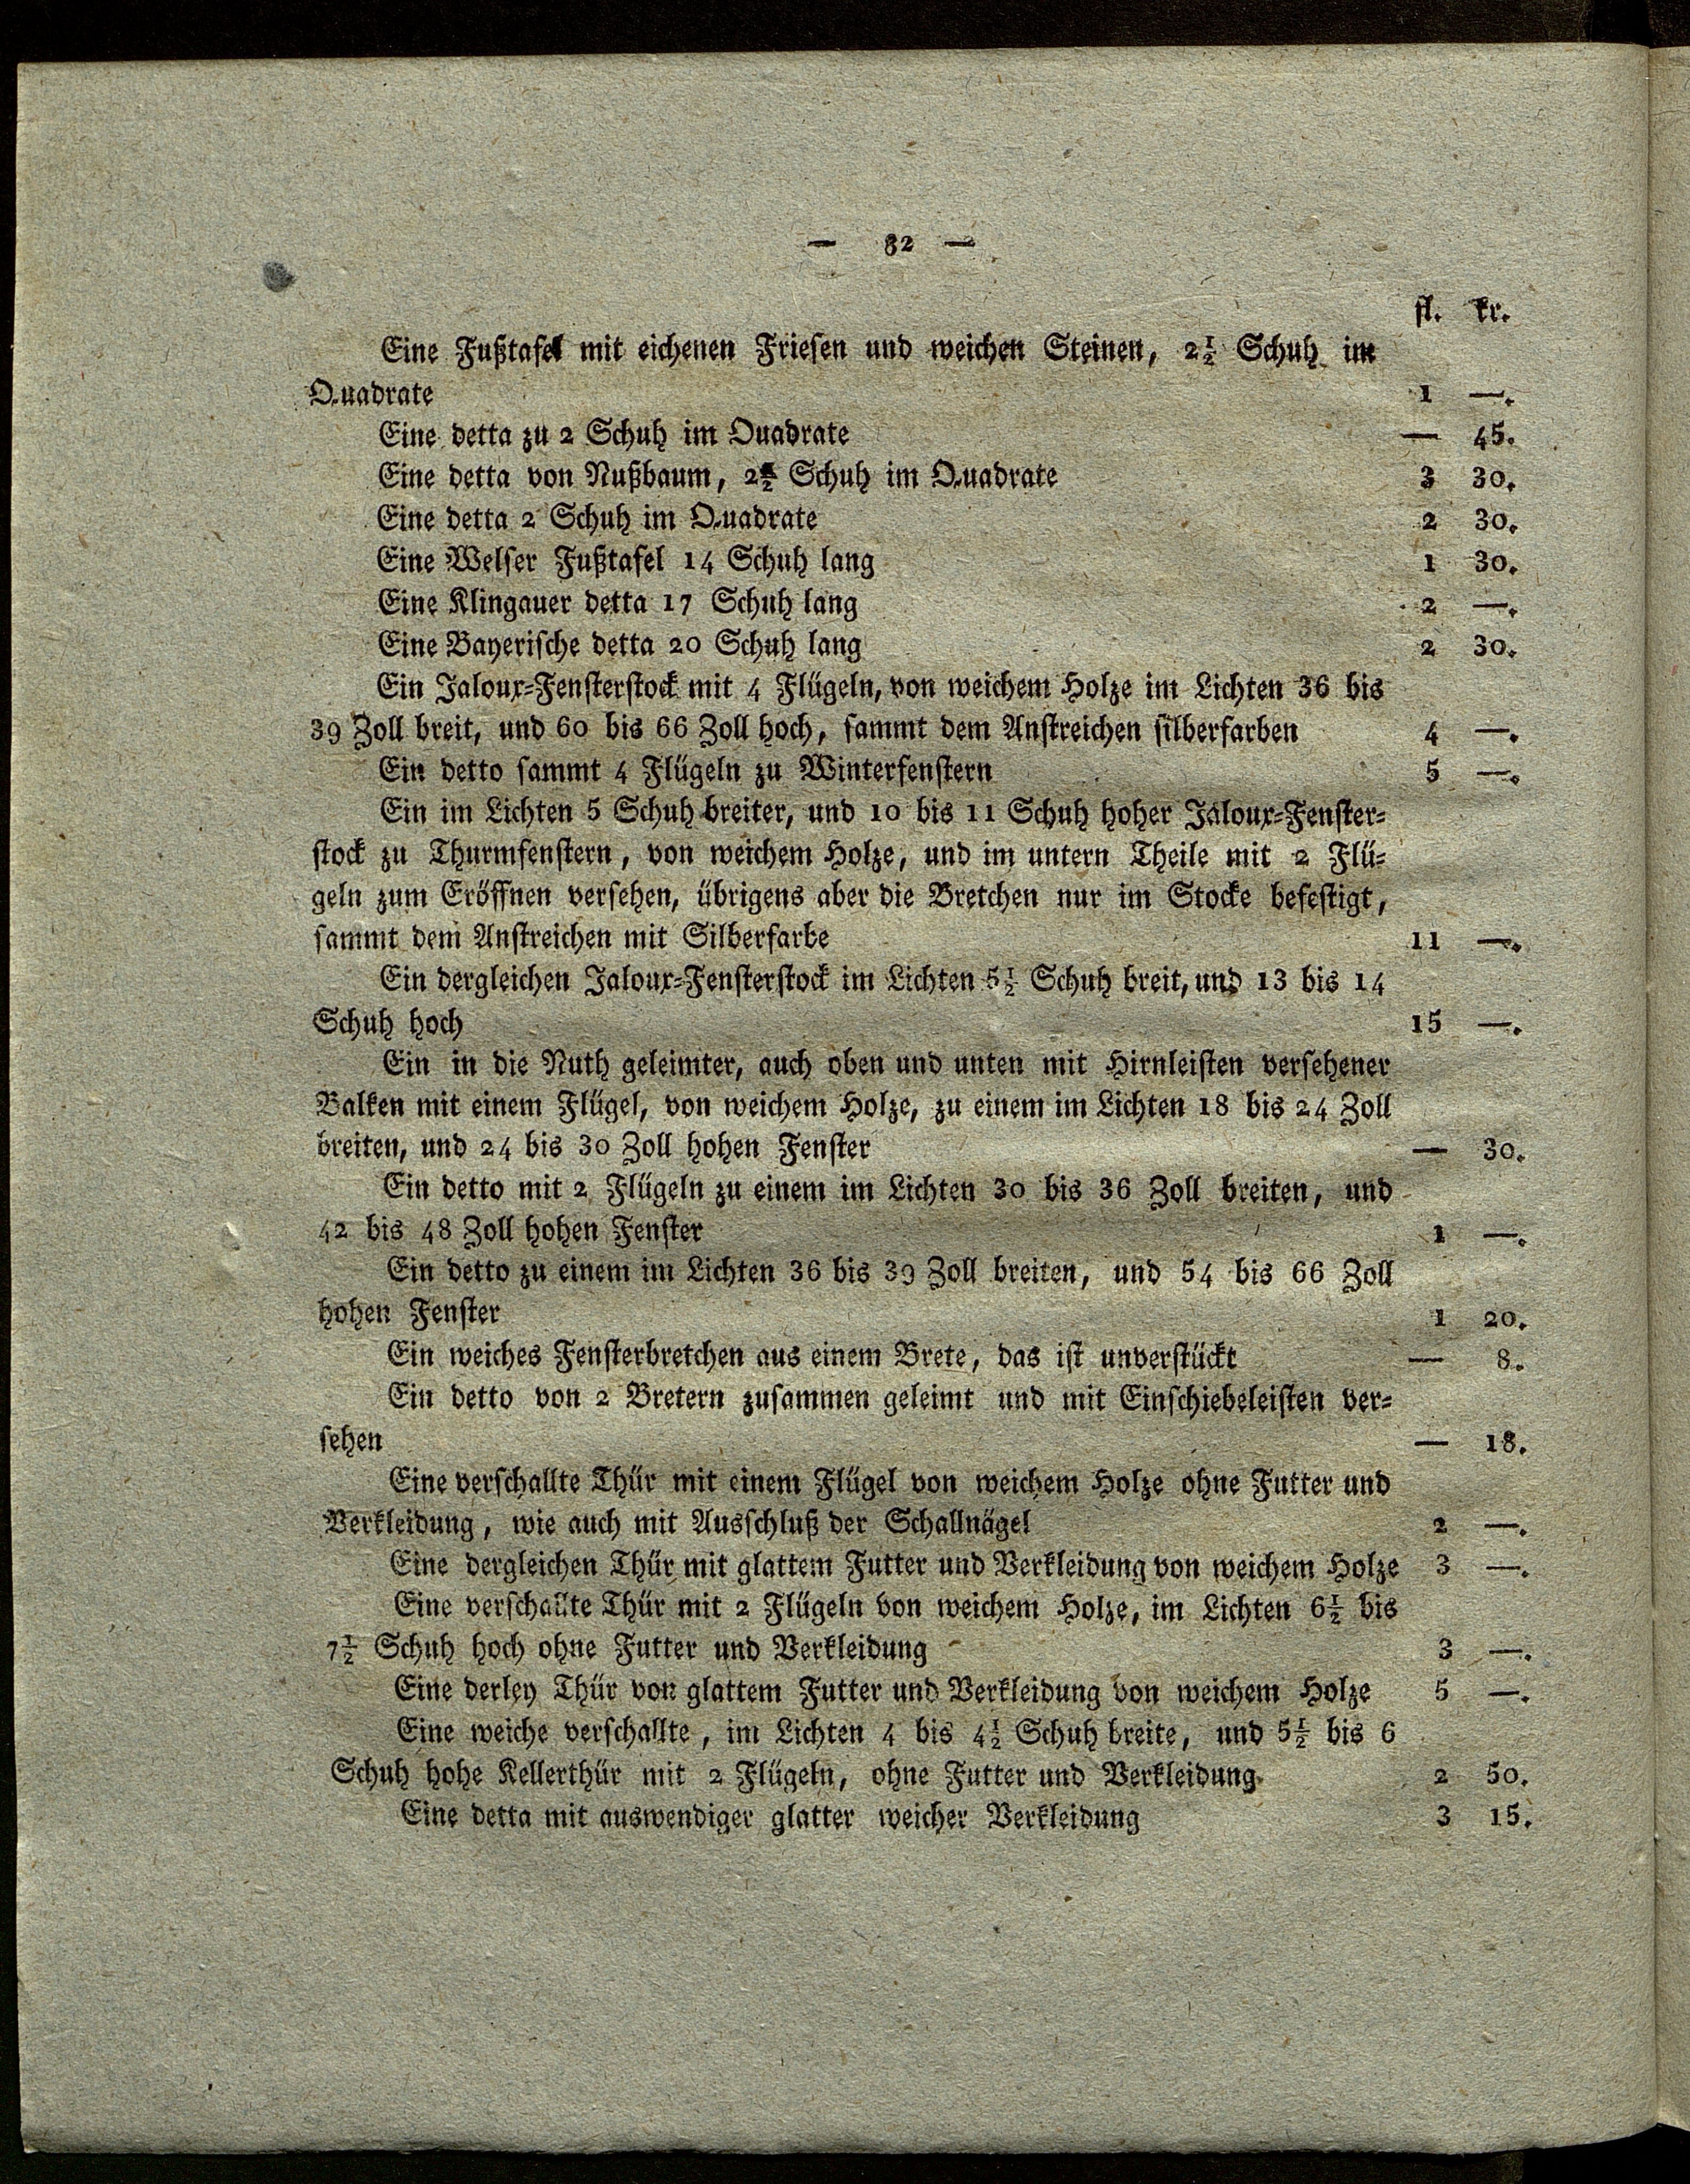 — 82 —
fl. kr.
Eine Fußtafel mit eichenen Friesen und weichen Steinen, 2½ Schuh im
Quadrate 1 —.
Eine detta zu 2 Schuh im Quadrate — 45.
Eine detta von Nußbaum, 2½ Schuh im Quadrate 3 30.
Eine detta 2 Schuh im Quadrate 2 30.
Eine Welser Fußtafel 14 Schuh lang 1 30.
Eine Klingauer detta 17 Schuh lang 2 —.
Eine Bayerische detta 20 Schuh lang 2 30.
Ein Jaloux-Fensterstock mit 4 Flügeln, von weichem Holze im Lichten 36 bis
39 Zoll breit, und 60 bis 66 Zoll hoch, sammt dem Anstreichen silberfarben 4 —.
Ein detto sammt 4 Flügeln zu Winterfenstern 5 —.
Ein im Lichten 5 Schuh breiter, und 10 bis 11 Schuh hoher Jaloux-Fenster-
stock zu Thurmfenstern, von weichem Holze, und im untern Theile mit 2 Flü-
geln zum Eröffnen versehen, übrigens aber die Bretchen nur im Stocke befestigt,
sammt dem Anstreichen mit Silberfarbe 11 —.
Ein dergleichen Jaloux-Fensterstock im Lichten 5½ Schuh breit, und 13 bis 14
Schuh hoch 15 —.
Ein in die Nuth geleimter, auch oben und unten mit Hirnleisten versehener
Balken mit einem Flügel, von weichem Holze, zu einem im Lichten 18 bis 24 Zoll
breiten, und 24 bis 30 Zoll hohen Fenster — 30.
Ein detto mit 2 Flügeln zu einem im Lichten 30 bis 36 Zoll breiten, und
42 bis 48 Zoll hohen Fenster 1 —.
Ein detto zu einem im Lichten 36 bis 39 Zoll breiten, und 54 bis 66 Zoll
hohen Fenster 1 20.
Ein weiches Fensterbretchen aus einem Brete, das ist unverstückt — 8.
Ein detto von 2 Bretern zusammen geleimt und mit Einschiebeleisten ver-
sehen — 18.
Eine verschallte Thür mit einem Flügel von weichem Holze ohne Futter und
Verkleidung, wie auch mit Ausschluß der Schallnägel 2 —.
Eine dergleichen Thür mit glattem Futter und Verkleidung von weichem Holze 3 —.
Eine verschallte Thür mit 2 Flügeln von weichem Holze, im Lichten 6½ bis
7½ Schuh hoch ohne Futter und Verkleidung 3 —.
Eine derley Thür von glattem Futter und Verkleidung von weichem Holze 5 —.
Eine weiche verschallte, im Lichten 4 bis 4½ Schuh breite, und 5½ bis 6
Schuh hohe Kellerthür mit 2 Flügeln, ohne Futter und Verkleidung 2 50.
Eine detta mit auswendiger glatter weicher Verkleidung 3 15.